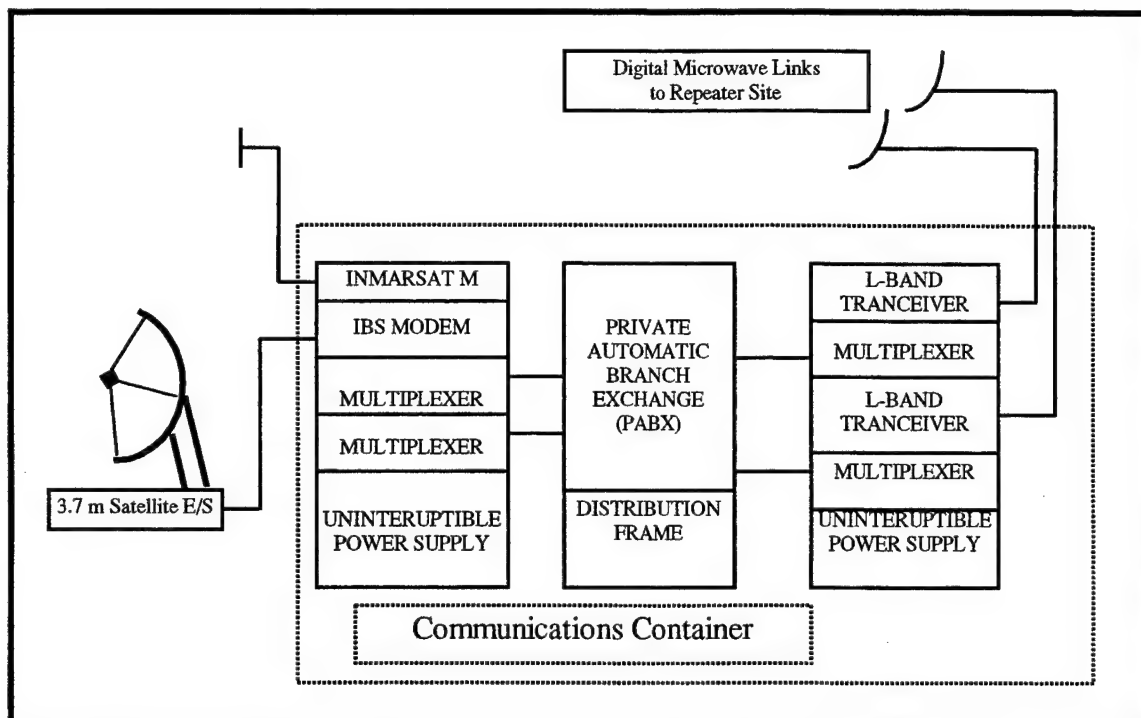 Digital Microwave Links
to Repeater Site
INMARSAT M
IBS MODEM
MULTIPLEXER
MULTIPLEXER
UNINTERUPTIBLE
POWER SUPPLY
3.7 m Satellite E/S
PRIVATE
AUTOMATIC
BRANCH
EXCHANGE
(PABX)
DISTRIBUTION
FRAME
L-BAND
TRANCEIVER
MULTIPLEXER
L-BAND
TRANCEIVER
MULTIPLEXER
UNINTERUPTIBLE
POWER SUPPLY
Communications Container